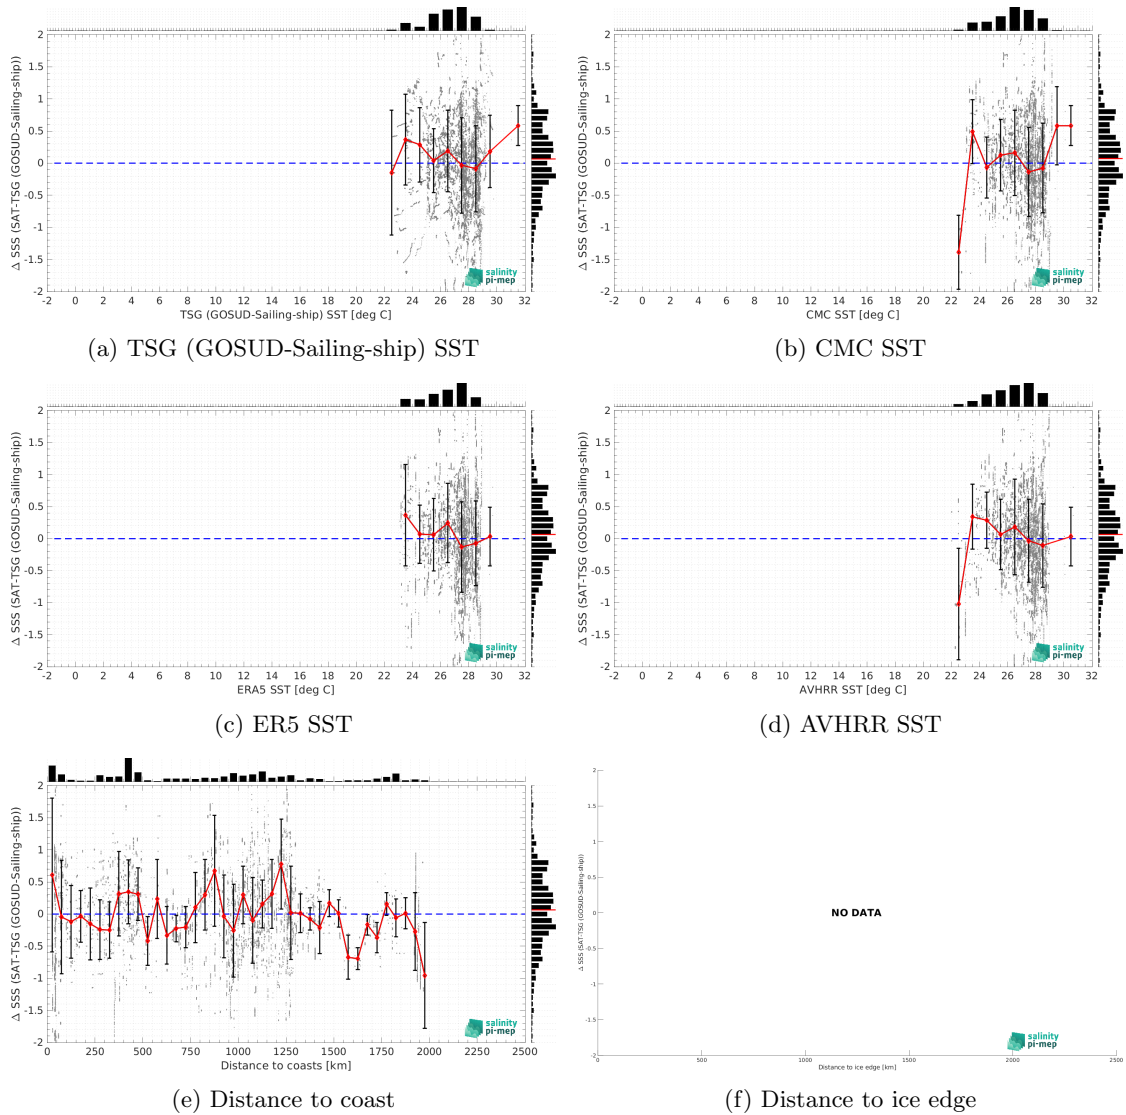 2
1.5
1
0.5
0
-0.5
-1
-1.5
-2
Δ SSS (SAT-TSG (GOSUD-Sailing-ship))
salinity
pi-mep
-2 0 2 4 6 8 10 12 14 16 18 20 22 24 26 28 30 32
TSG (GOSUD-Sailing-ship) SST [deg C]
(a) TSG (GOSUD-Sailing-ship) SST
2
1.5
1
0.5
0
-0.5
-1
-1.5
-2
Δ SSS (SAT-TSG (GOSUD-Sailing-ship))
salinity
pi-mep
-2 0 2 4 6 8 10 12 14 16 18 20 22 24 26 28 30 32
CMC SST [deg C]
(b) CMC SST
2
1.5
1
0.5
0
-0.5
-1
-1.5
-2
Δ SSS (SAT-TSG (GOSUD-Sailing-ship))
salinity
pi-mep
-2 0 2 4 6 8 10 12 14 16 18 20 22 24 26 28 30 32
ERA5 SST [deg C]
(c) ER5 SST
2
1.5
1
0.5
0
-0.5
-1
-1.5
-2
Δ SSS (SAT-TSG (GOSUD-Sailing-ship))
salinity
pi-mep
-2 0 2 4 6 8 10 12 14 16 18 20 22 24 26 28 30 32
AVHRR SST [deg C]
(d) AVHRR SST
2
1.5
1
0.5
0
-0.5
-1
-1.5
-2
Δ SSS (SAT-TSG (GOSUD-Sailing-ship))
salinity
pi-mep
0 250 500 750 1000 1250 1500 1750 2000 2250 2500
Distance to coasts [km]
(e) Distance to coast
2
1.5
1
0.5
0
-0.5
-1
-1.5
-2
Δ SSS (SAT-TSG (GOSUD-Sailing-ship))
NO DATA
salinity
pi-mep
0 500 1000 1500 2000 2500
Distance to ice edge [km]
(f) Distance to ice edge